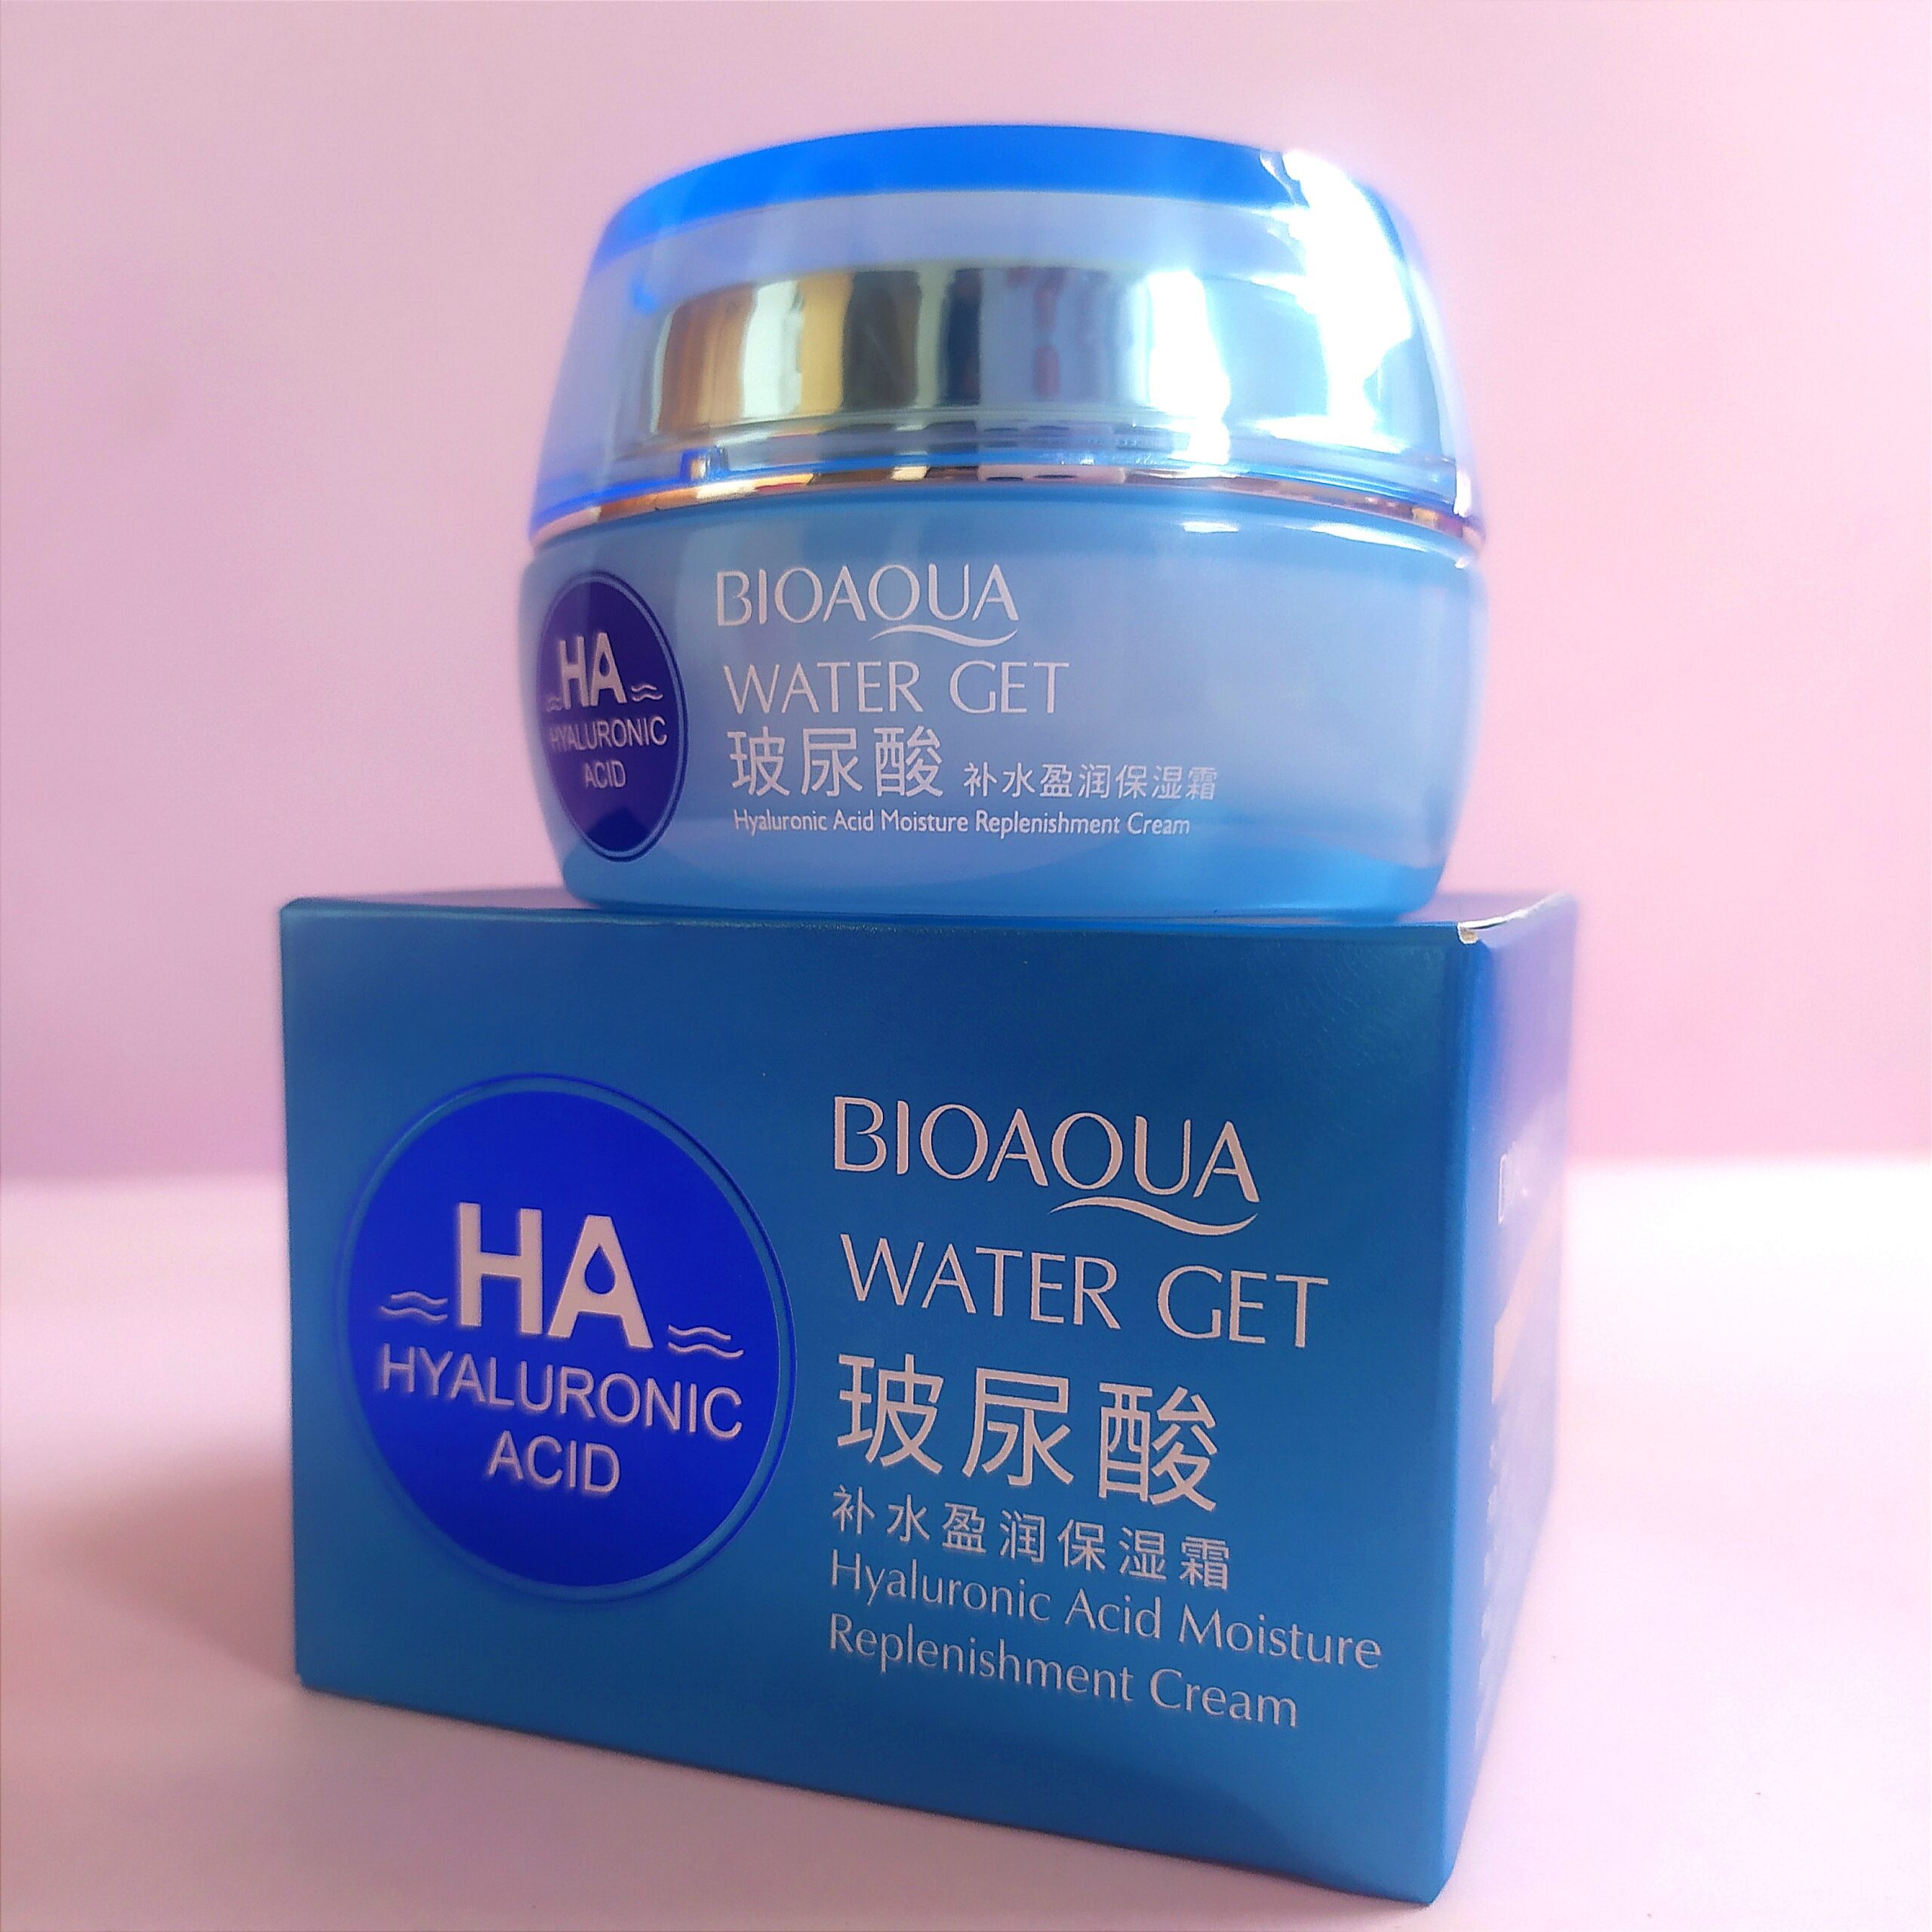 BIOAQUA
WATER GET
玻尿酸 补水盈润保湿霜
Hyaluronic Acid Moisture Replenishment Cream
HA
HYALURONIC
ACID
BIOAQUA
WATER GET
玻尿酸
补水盈润保湿霜
Hyaluronic Acid Moisture
Replenishment Cream
HA
HYALURONIC
ACID